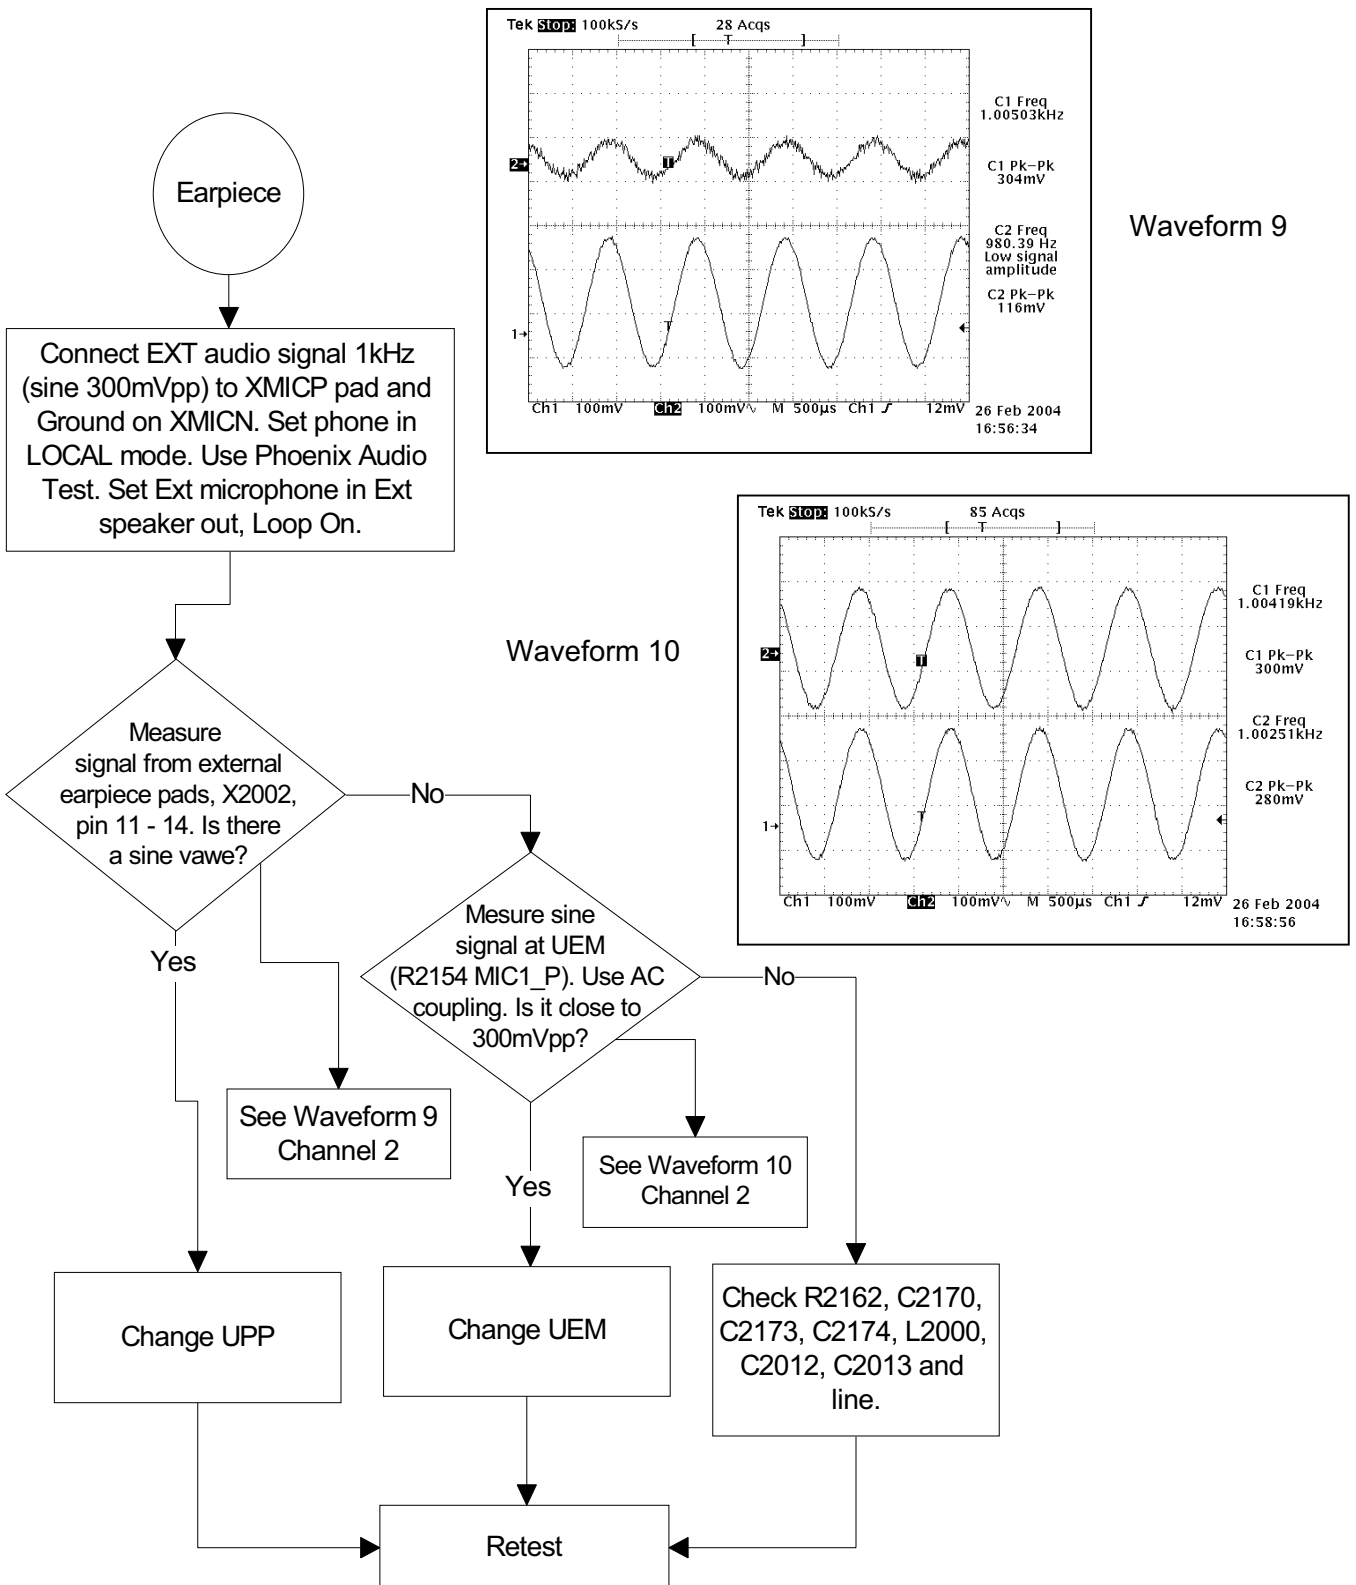 Tek Stop: 100kS/s 28 Acqs
[ T ]
C1 Freq
1.00503kHz
C1 Pk-Pk
304mV
C2 Freq
980.39 Hz
Low signal
amplitude
C2 Pk-Pk
116mV
2
T
T
1
Ch1 100mV Ch2 100mV M 500µs Ch1 12mV
26 Feb 2004
16:56:34
Waveform 9
Earpiece
Connect EXT audio signal 1kHz
(sine 300mVpp) to XMICP pad and
Ground on XMICN. Set phone in
LOCAL mode. Use Phoenix Audio
Test. Set Ext microphone in Ext
speaker out, Loop On.
Tek Stop: 100kS/s 85 Acqs
[ T ]
C1 Freq
1.00419kHz
C1 Pk-Pk
300mV
C2 Freq
1.00251kHz
C2 Pk-Pk
280mV
2
T
T
1
Ch1 100mV Ch2 100mV M 500µs Ch1 12mV
26 Feb 2004
16:58:56
Waveform 10
Measure
signal from external
earpiece pads, X2002,
pin 11 - 14. Is there
a sine vawe?
No
Yes
Mesure sine
signal at UEM
(R2154 MIC1_P). Use AC
coupling. Is it close to
300mVpp?
No
See Waveform 9
Channel 2
Yes
See Waveform 10
Channel 2
Change UPP
Change UEM
Check R2162, C2170,
C2173, C2174, L2000,
C2012, C2013 and
line.
Retest